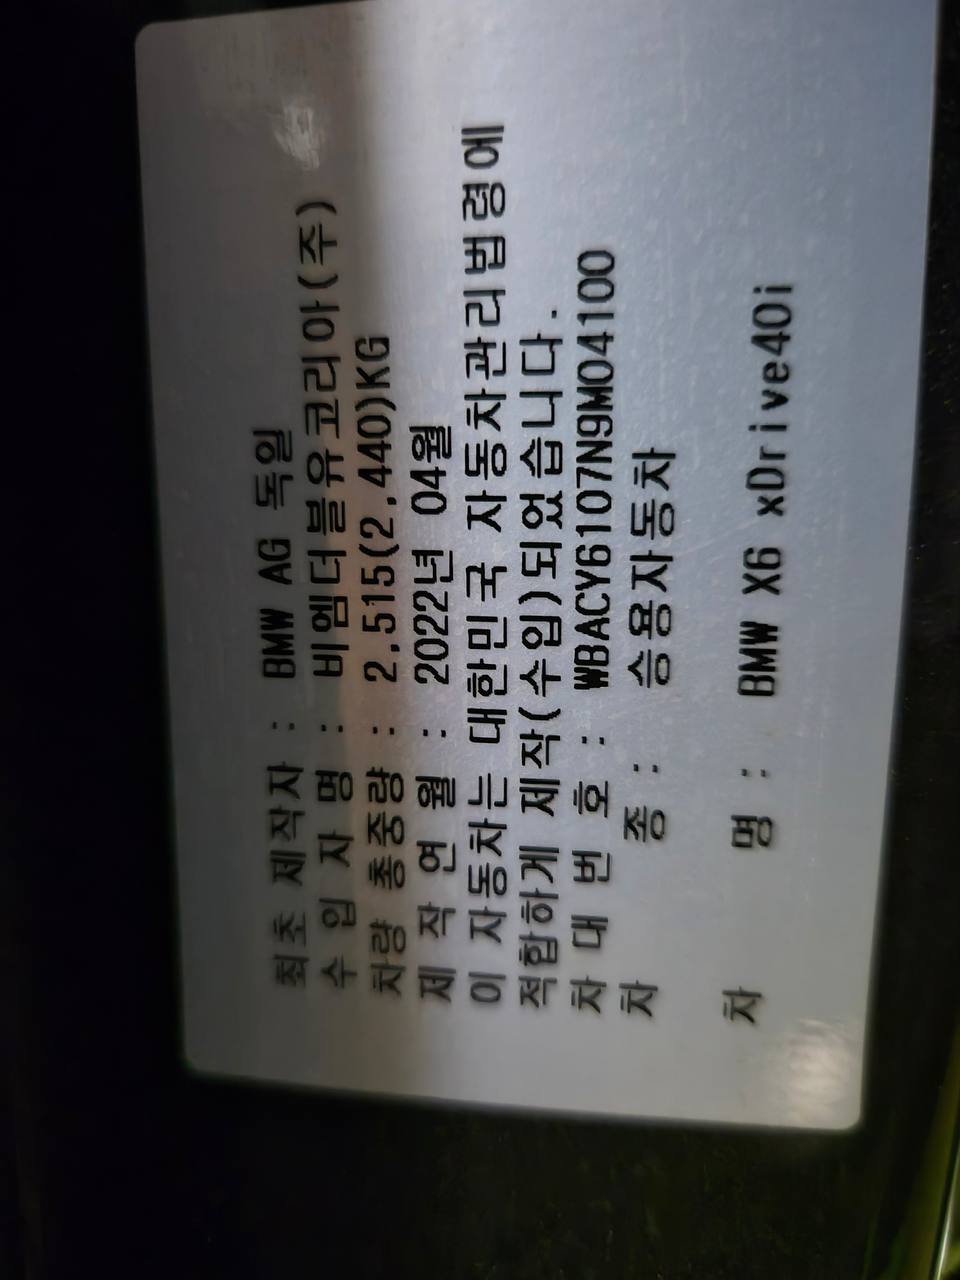 최초 제작자 : BMW AG 독일
수 입 자 명 : 비엠더블유코리아(주)
차량 총중량 : 2,515(2,440)KG
제 작 연 월 : 2022년 04월
이 자동차는 대한민국 자동차관리법령에
적합하게 제작(수입)되었습니다.
차 대 번 호 : WBACY6107N9M04100
차 종 : 승용자동차
차 명 : BMW X6 xDrive40i